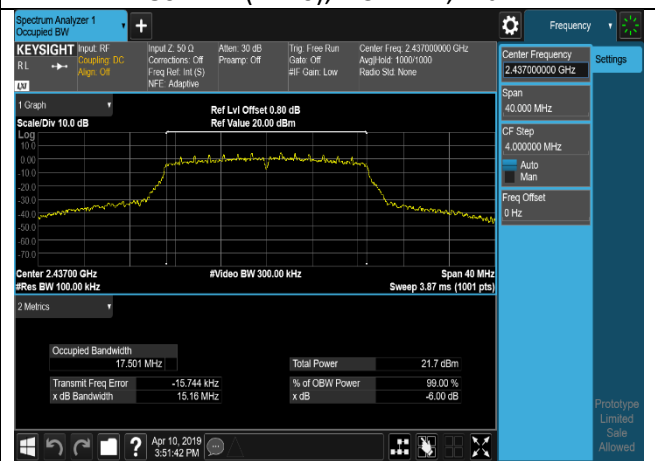 Spectrum Analyzer 1
Occupied BW
Frequency
KEYSIGHT
RL
Input: RF
Coupling: DC
Align: Off
Input Z: 50 Ω
Corrections: Off
Freq Ref: Int (S)
NFE: Adaptive
Atten: 30 dB
Preamp: Off
Trig: Free Run
Gate: Off
#IF Gain: Low
Center Freq: 2.437000000 GHz
Avg|Hold: 1000/1000
Radio Std: None
Center Frequency
2.437000000 GHz
Settings
Span
40.000 MHz
CF Step
4.000000 MHz
Auto
Man
Freq Offset
0 Hz
1 Graph
Scale/Div 10.0 dB
Ref Lvl Offset 0.80 dB
Ref Value 20.00 dBm
Log
10.0
0.00
-10.0
-20.0
-30.0
-40.0
-50.0
-60.0
-70.0
Center 2.43700 GHz
#Res BW 100.00 kHz
#Video BW 300.00 kHz
Span 40 MHz
Sweep 3.87 ms (1001 pts)
2 Metrics
Occupied Bandwidth
17.501 MHz
Total Power 21.7 dBm
Transmit Freq Error -15.744 kHz
% of OBW Power 99.00 %
x dB Bandwidth 15.16 MHz
x dB -6.00 dB
Prototype
Limited
Sale
Allowed
Apr 10, 2019
3:51:42 PM